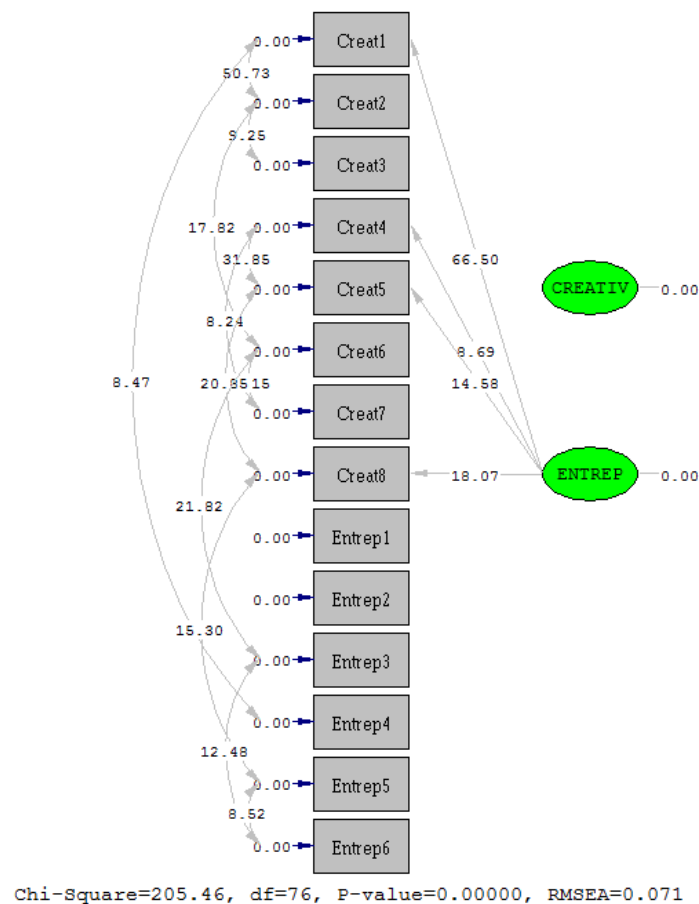 0.00 Creat1
50.73
0.00 Creat2
9.25
0.00 Creat3
17.82 0.00 Creat4
31.85 66.50
0.00 Creat5 CREATIV 0.00
8.24
0.00 Creat6 8.69
8.47 14.58
0.00 Creat7
0.00 Creat8 18.07 ENTREP 0.00
21.82
0.00 Entrep1
0.00 Entrep2
15.30
0.00 Entrep3
0.00 Entrep4
12.48
0.00 Entrep5
8.52
0.00 Entrep6
Chi-Square=205.46, df=76, P-value=0.00000, RMSEA=0.071